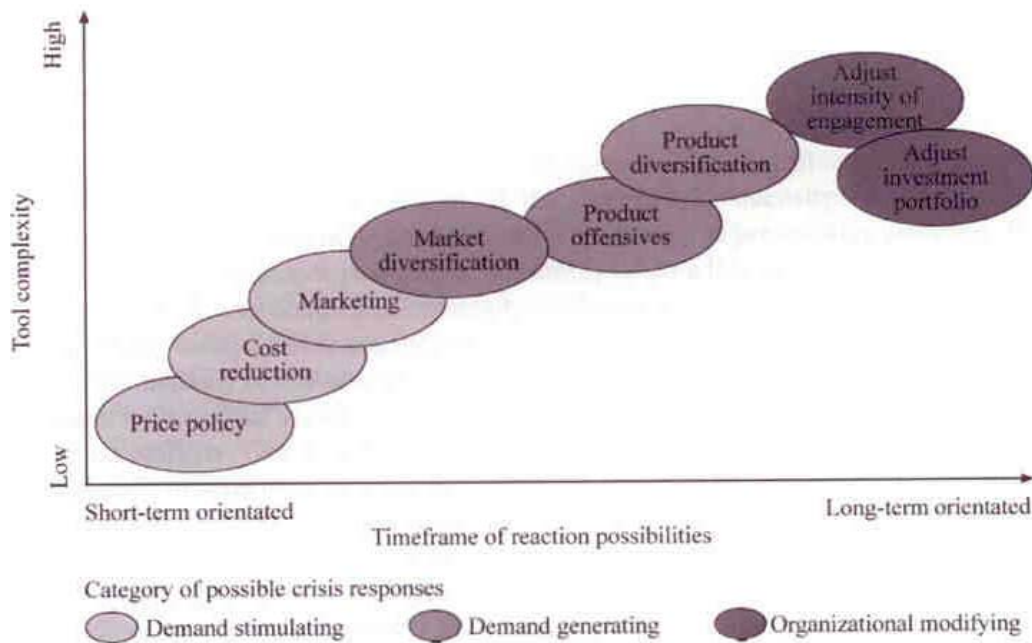 High
Adjust
intensity of
engagement
Product
diversification
Adjust
investment
portfolio
Product
offensives
Market
diversification
Tool complexity
Marketing
Cost
reduction
Price policy
Low
Short-term orientated
Long-term orientated
Timeframe of reaction possibilities
Category of possible crisis responses
Demand stimulating
Demand generating
Organizational modifying